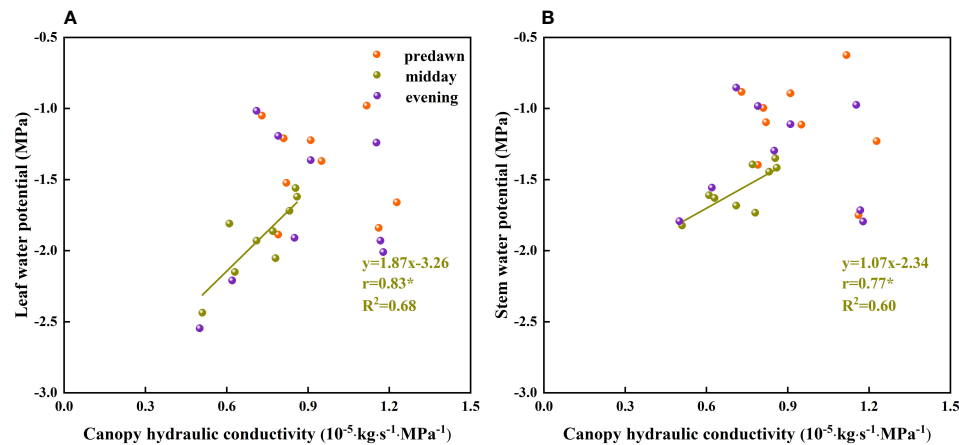 A
-0.5
-1.0
-1.5
-2.0
-2.5
-3.0
Leaf water potential (MPa)
predawn
midday
evening
y=1.87x-3.26
r=0.83*
R²=0.68
0.0 0.3 0.6 0.9 1.2 1.5
Canopy hydraulic conductivity (10⁻⁵·kg·s⁻¹·MPa⁻¹)
B
-0.5
-1.0
-1.5
-2.0
-2.5
-3.0
Stem water potential (MPa)
y=1.07x-2.34
r=0.77*
R²=0.60
0.0 0.3 0.6 0.9 1.2 1.5
Canopy hydraulic conductivity (10⁻⁵·kg·s⁻¹·MPa⁻¹)